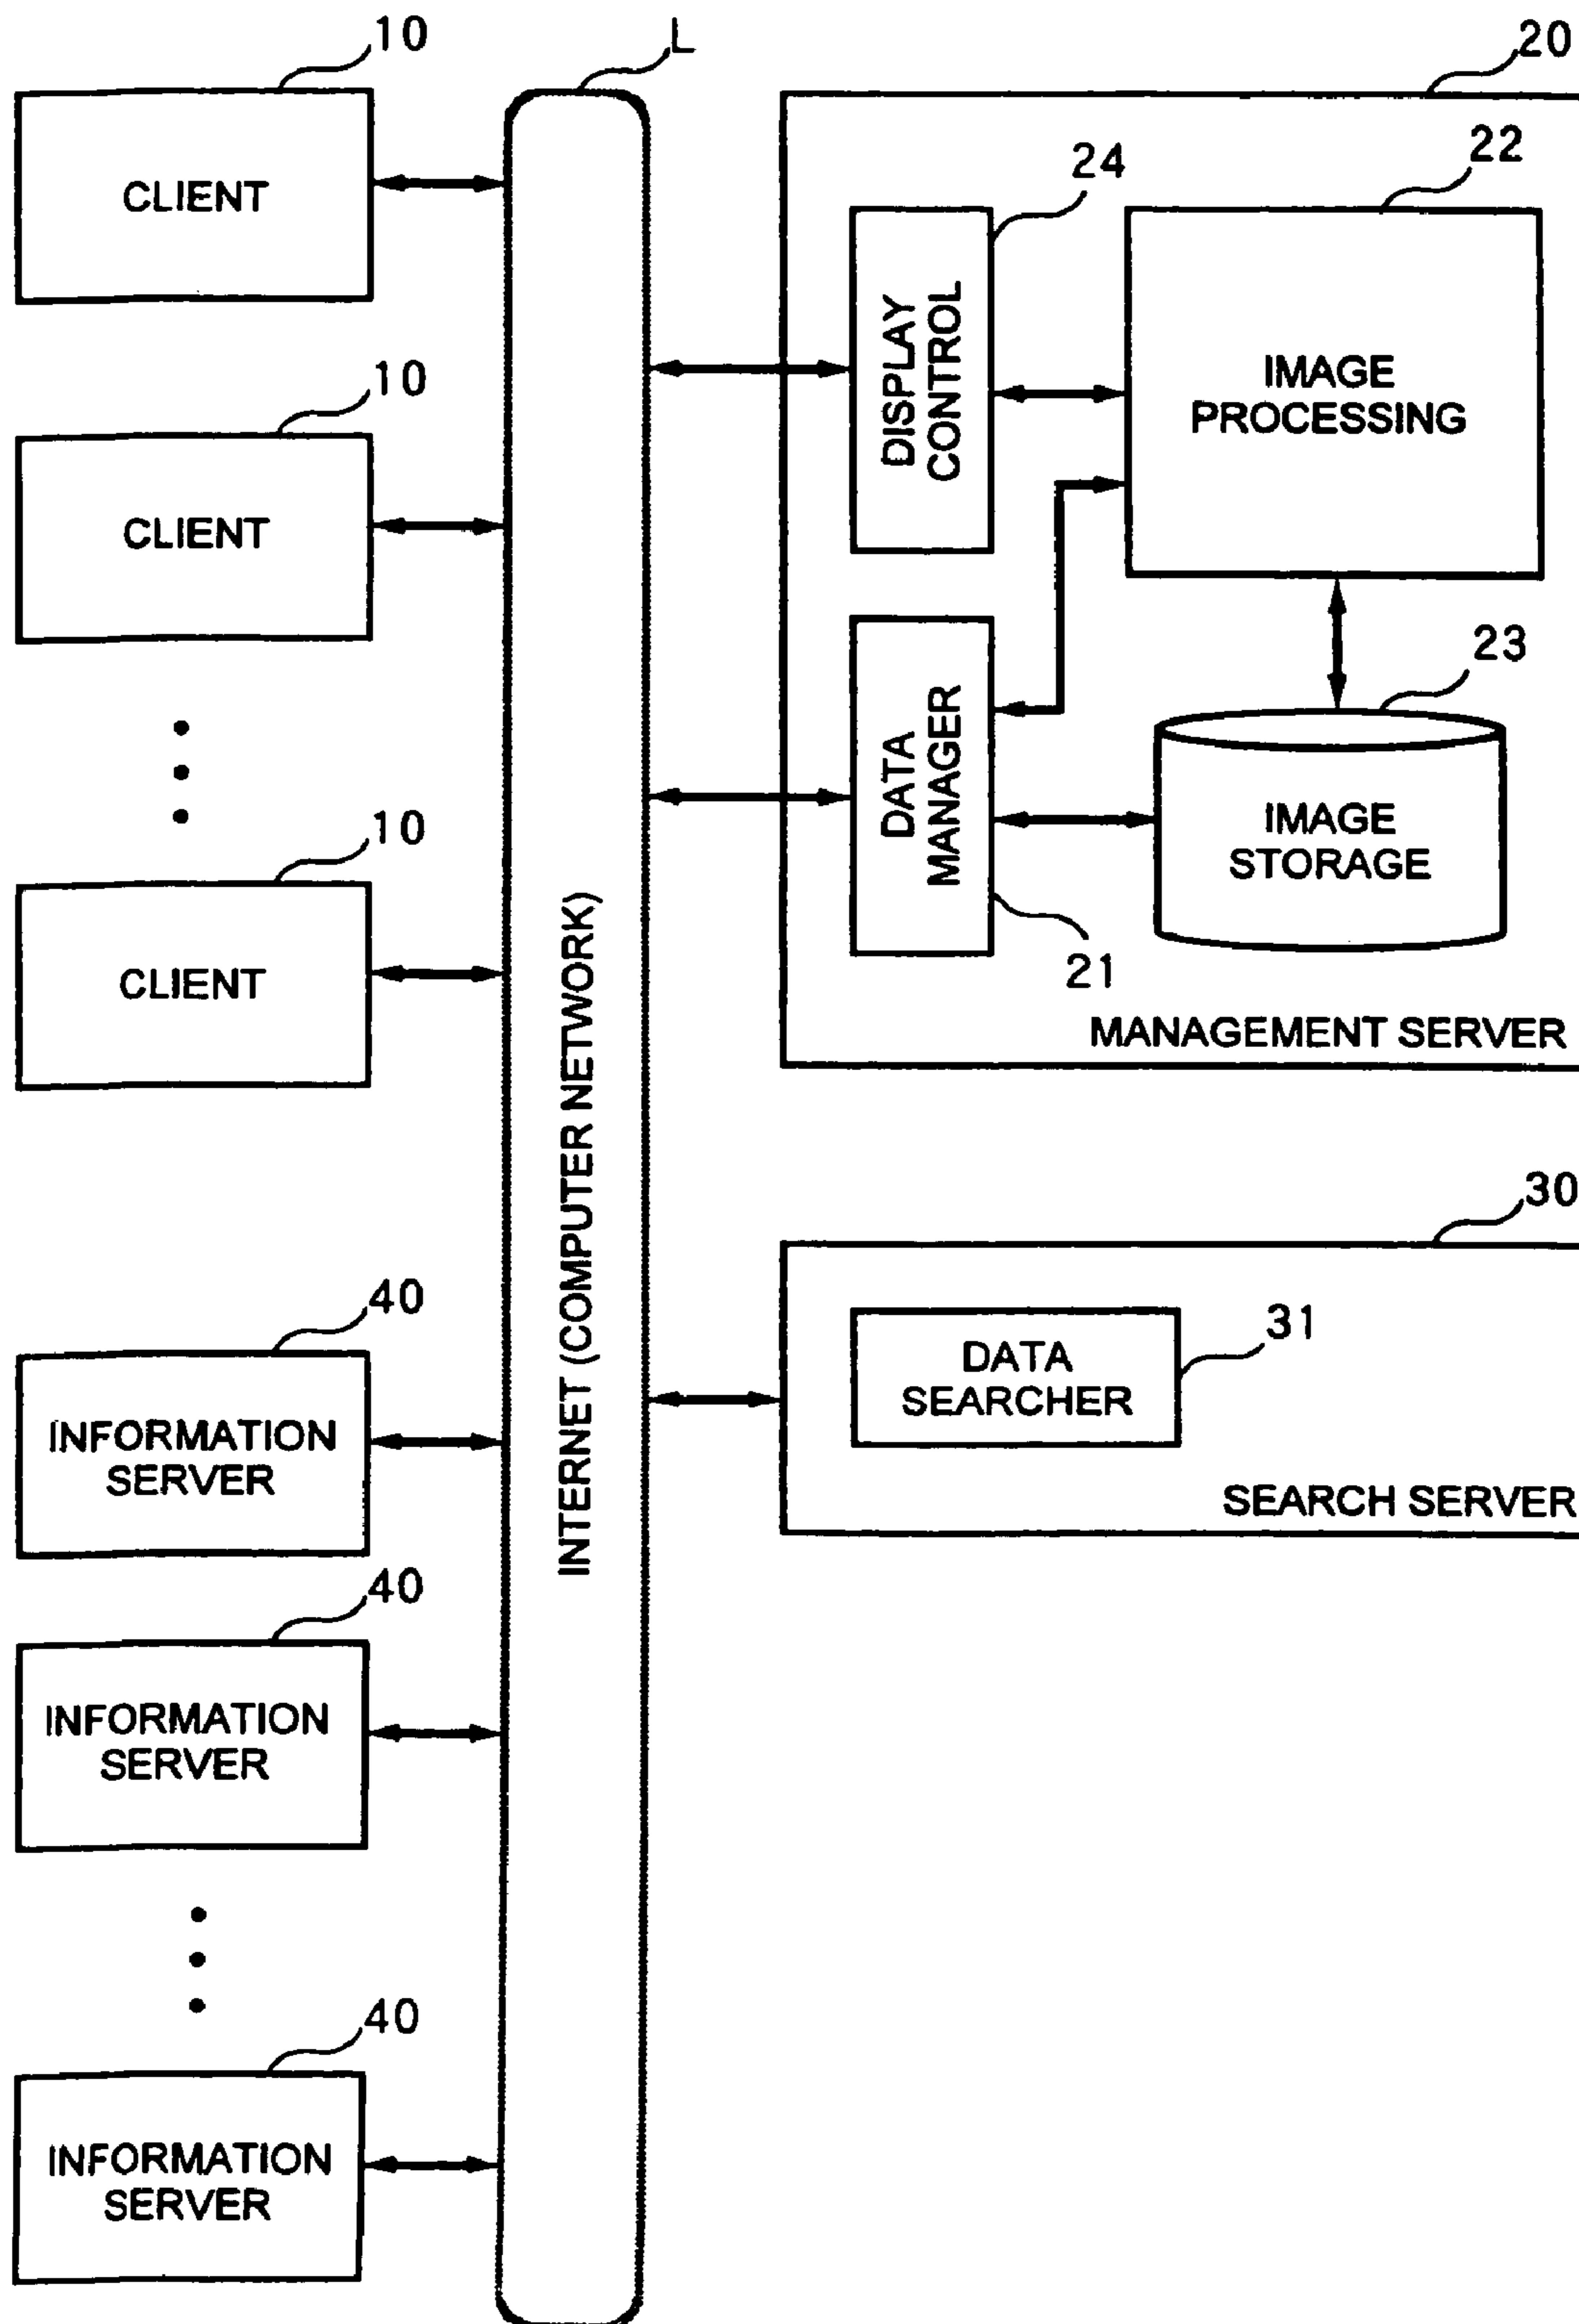 10
CLIENT
10
CLIENT
10
CLIENT
40
INFORMATION
SERVER
40
INFORMATION
SERVER
40
INFORMATION
SERVER
L
INTERNET (COMPUTER NETWORK)
20
24
DISPLAY
CONTROL
22
IMAGE
PROCESSING
DATA
MANAGER
21
23
IMAGE
STORAGE
MANAGEMENT SERVER
30
DATA
SEARCHER
31
SEARCH SERVER